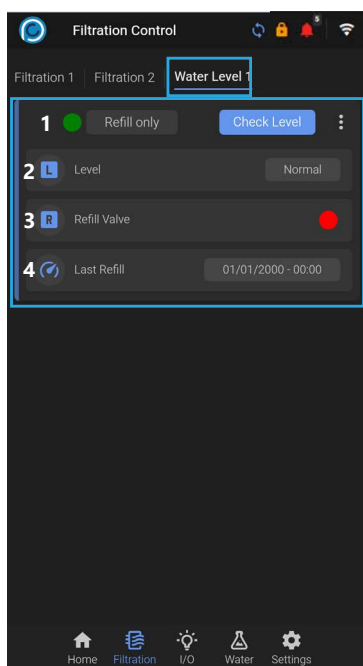 Filtration Control
5
Filtration 1 Filtration 2 Water Level 1
1 Refill only Check Level
2 L Level Normal
3 R Refill Valve
4 Last Refill 01/01/2000 - 00:00
Home Filtration I/O Water Settings